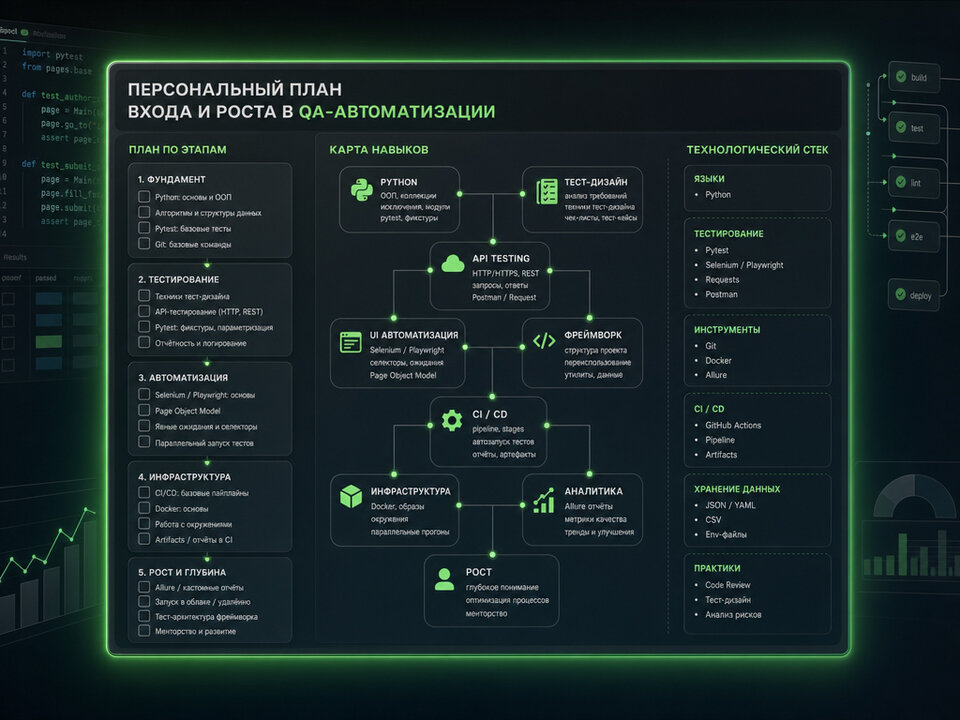 import pytest
from pages.base
def test_author
page = Main(
page.go_to("
assert page_
def test_submit_
page = Main(
page.fill_for
page.submit(
assert page_
Results
passed
ПЕРСОНАЛЬНЫЙ ПЛАН
ВХОДА И РОСТА В QA-АВТОМАТИЗАЦИИ
ПЛАН ПО ЭТАПАМ
1. ФУНДАМЕНТ
Python: основы и ООП
Алгоритмы и структуры данных
Pytest: базовые тесты
Git: базовые команды
2. ТЕСТИРОВАНИЕ
Техники тест-дизайна
API-тестирование (HTTP, REST)
Pytest: фикстуры, параметризация
Отчётность и логирование
3. АВТОМАТИЗАЦИЯ
Selenium / Playwright: основы
Page Object Model
Явные ожидания и селекторы
Параллельный запуск тестов
4. ИНФРАСТРУКТУРА
CI/CD: базовые пайплайны
Docker: основы
Работа с окружениями
Artifacts / отчёты в CI
5. РОСТ И ГЛУБИНА
Allure / кастомные отчёты
Запуск в облаке / удалённо
Тест-архитектура фреймворка
Менторство и развитие
КАРТА НАВЫКОВ
PYTHON
ООП, коллекции
исключения, модули
pytest, фикстуры
ТЕСТ-ДИЗАЙН
анализ требований
техники тест-дизайна
чек-листы, тест-кейсы
API TESTING
HTTP/HTTPS, REST
запросы, ответы
Postman / Request
UI АВТОМАТИЗАЦИЯ
Selenium / Playwright
селекторы, ожидания
Page Object Model
ФРЕЙМВОРК
структура проекта
переиспользование
утилиты, данные
CI / CD
pipeline, stages
автозапуск тестов
отчёты, артефакты
ИНФРАСТРУКТУРА
Docker, образы
окружения
параллельные прогоны
АНАЛИТИКА
Allure отчёты
метрики качества
тренды и улучшения
РОСТ
глубокое понимание
оптимизация процессов
менторство
ТЕХНОЛОГИЧЕСКИЙ СТЕК
ЯЗЫКИ
• Python
ТЕСТИРОВАНИЕ
• Pytest
• Selenium / Playwright
• Requests
• Postman
ИНСТРУМЕНТЫ
• Git
• Docker
• Allure
CI / CD
• GitHub Actions
• Pipeline
• Artifacts
ХРАНЕНИЕ ДАННЫХ
• JSON / YAML
• CSV
• Env-файлы
ПРАКТИКИ
• Code Review
• Тест-дизайн
• Анализ рисков
build
test
lint
e2e
deploy